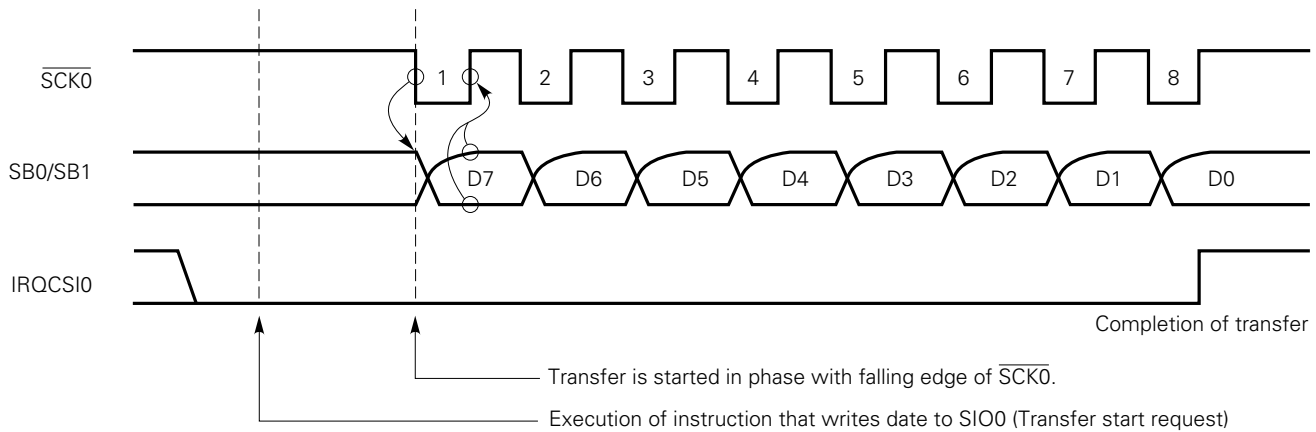 SCK0 1 2 3 4 5 6 7 8
SB0/SB1 D7 D6 D5 D4 D3 D2 D1 D0
IRQCSI0
Completion of transfer
Transfer is started in phase with falling edge of SCK0.
Execution of instruction that writes date to SIO0 (Transfer start request)